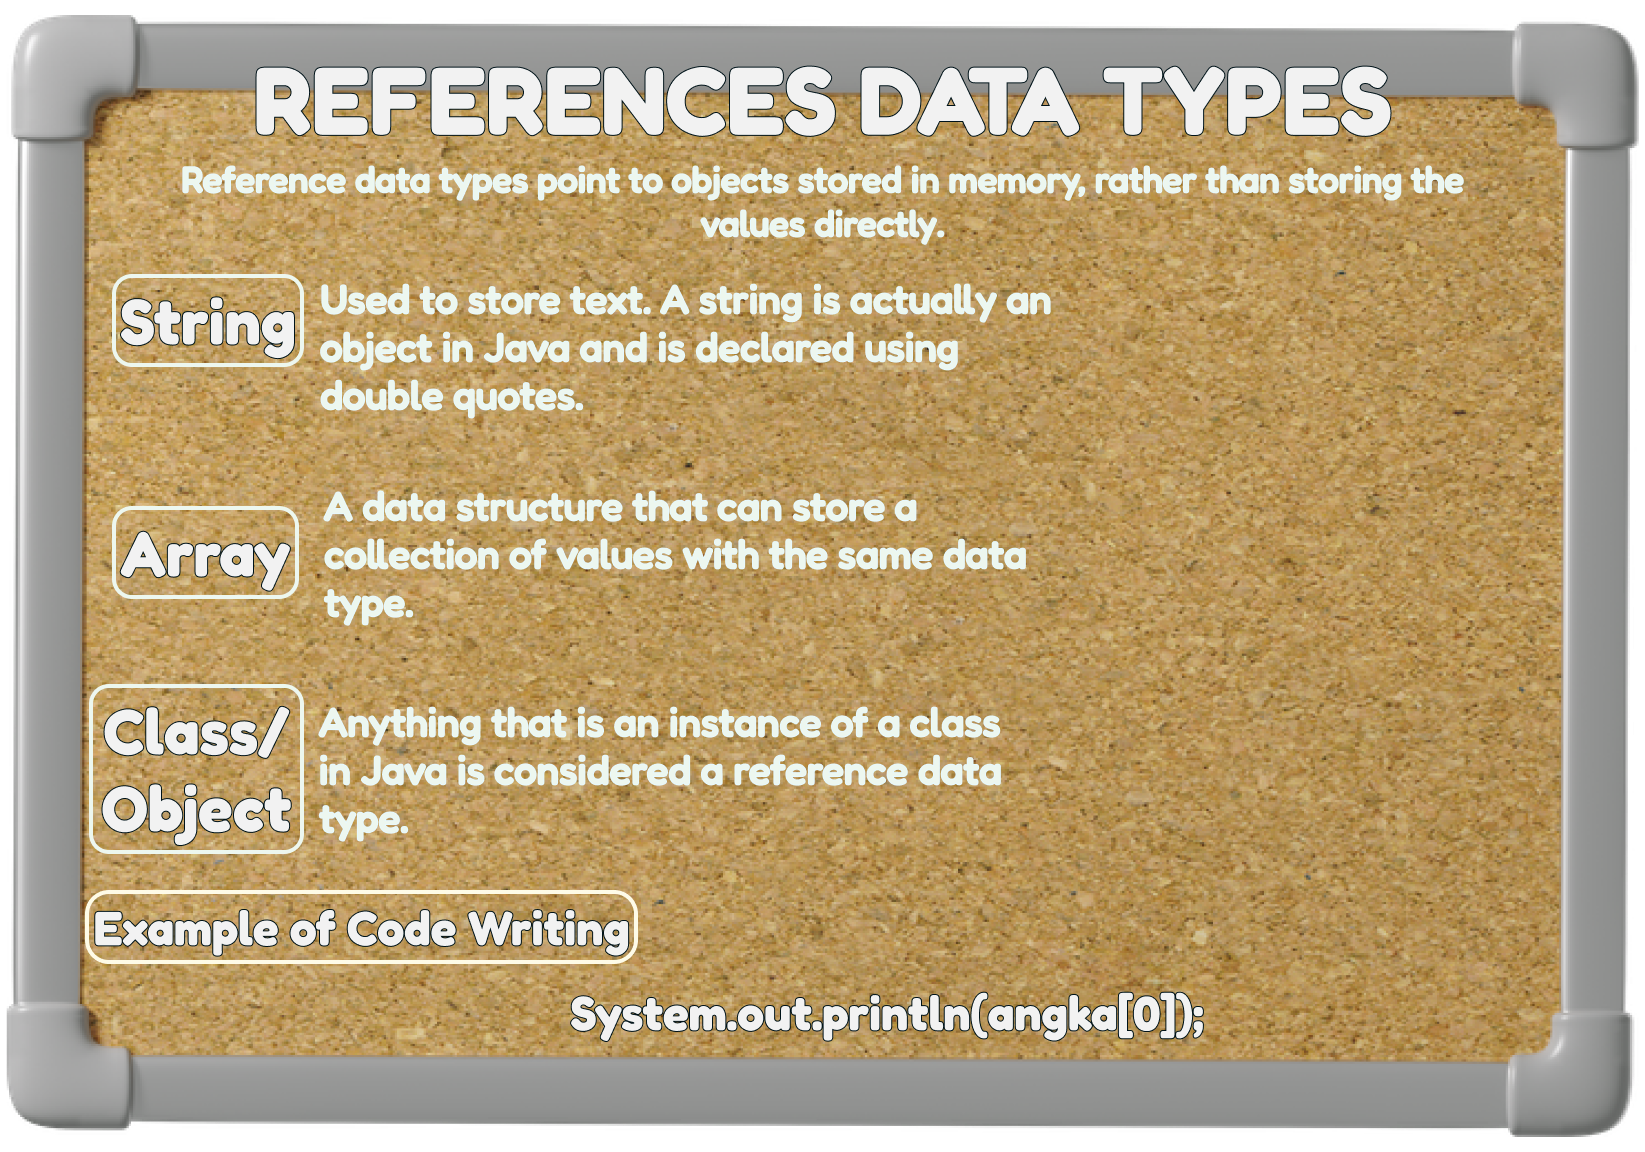 REFERENCES DATA TYPES
Reference data types point to objects stored in memory, rather than storing the
values directly.
String
Used to store text. A string is actually an
object in Java and is declared using
double quotes.
Array
A data structure that can store a
collection of values with the same data
type.
Class/
Object
Anything that is an instance of a class
in Java is considered a reference data
type.
Example of Code Writing
System.out.println(angka[0]);